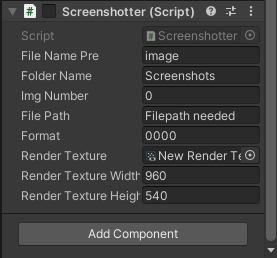 Screenshotter (Script)
Script Screenshotter
File Name Pre image
Folder Name Screenshots
Img Number 0
File Path Filepath needed
Format 0000
Render Texture New Render Te
Render Texture Width 960
Render Texture Heigh 540
Add Component